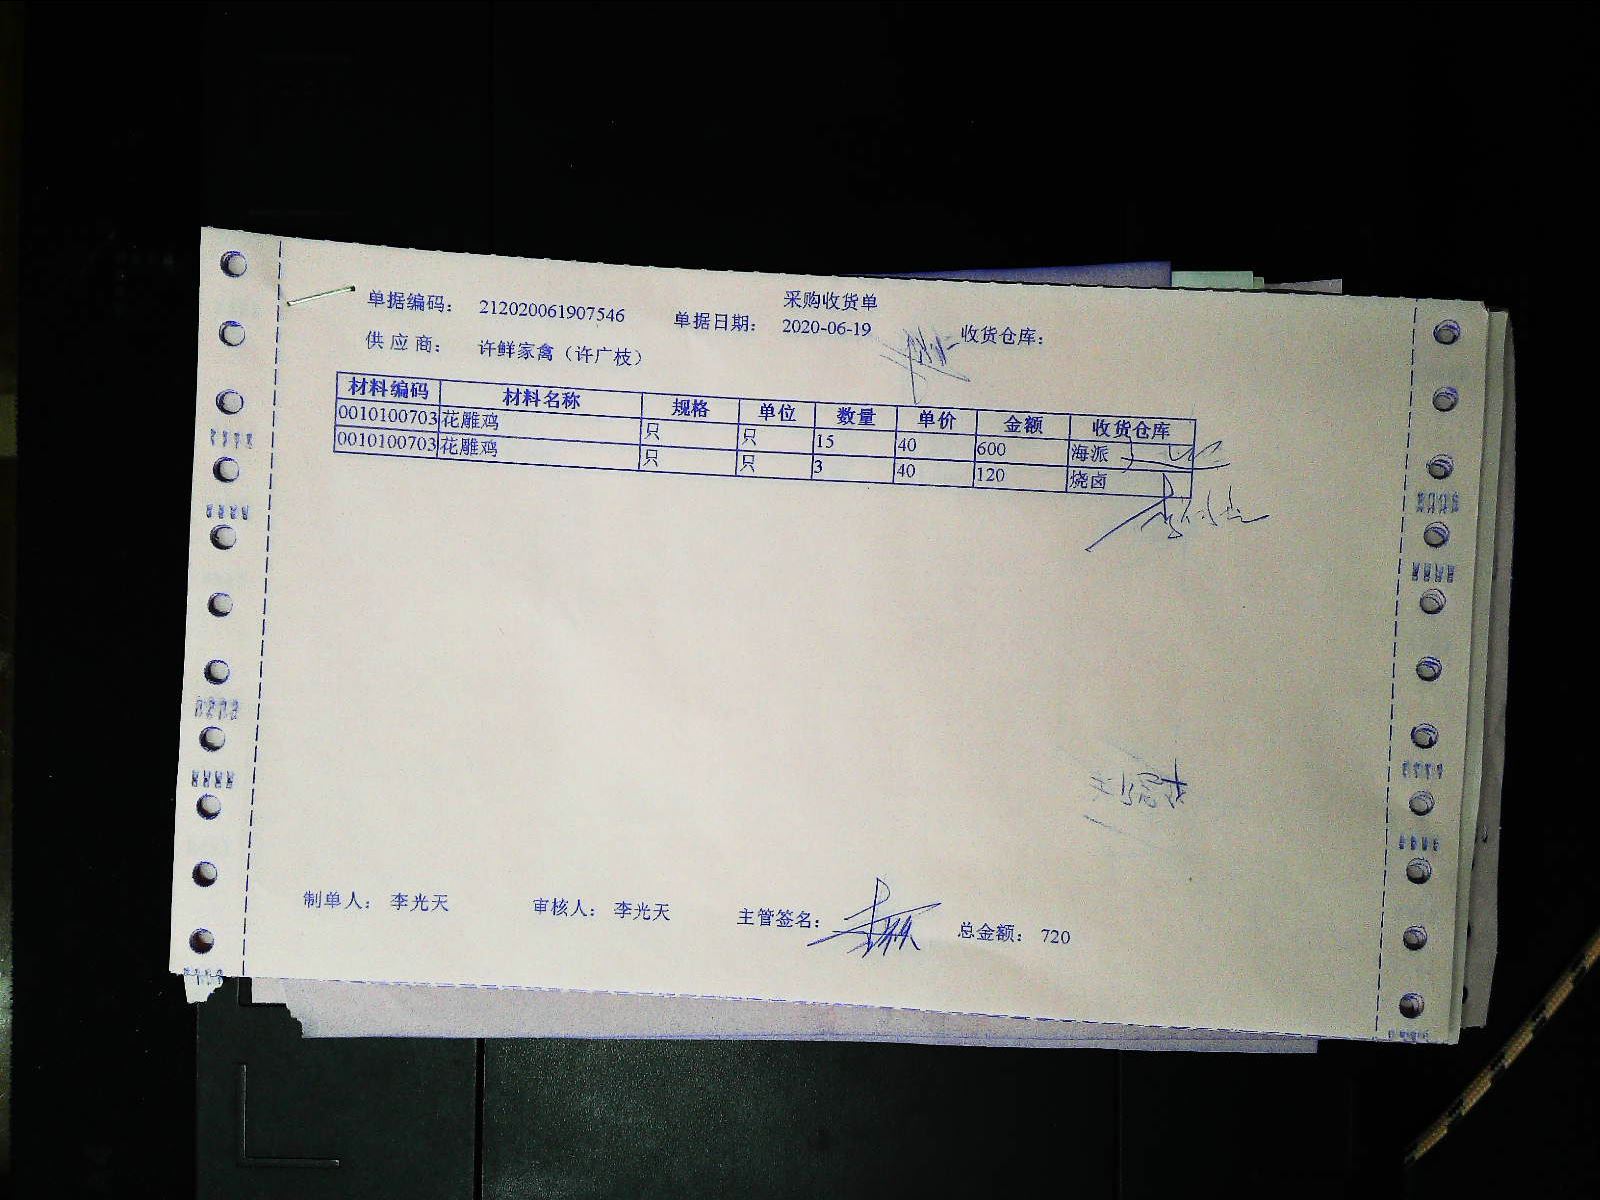 采购收货单
单据编码: 212020061907546 单据日期: 2020-06-19 收货仓库:
供应商: 许鲜家禽（许广枝）
材料编码 材料名称 规格 单位 数量 单价 金额 收货仓库
0010100703 花雕鸡 只 只 15 40 600 海派
0010100703 花雕鸡 只 只 3 40 120 烧卤
制单人: 李光天 审核人: 李光天 主管签名: 总金额: 720